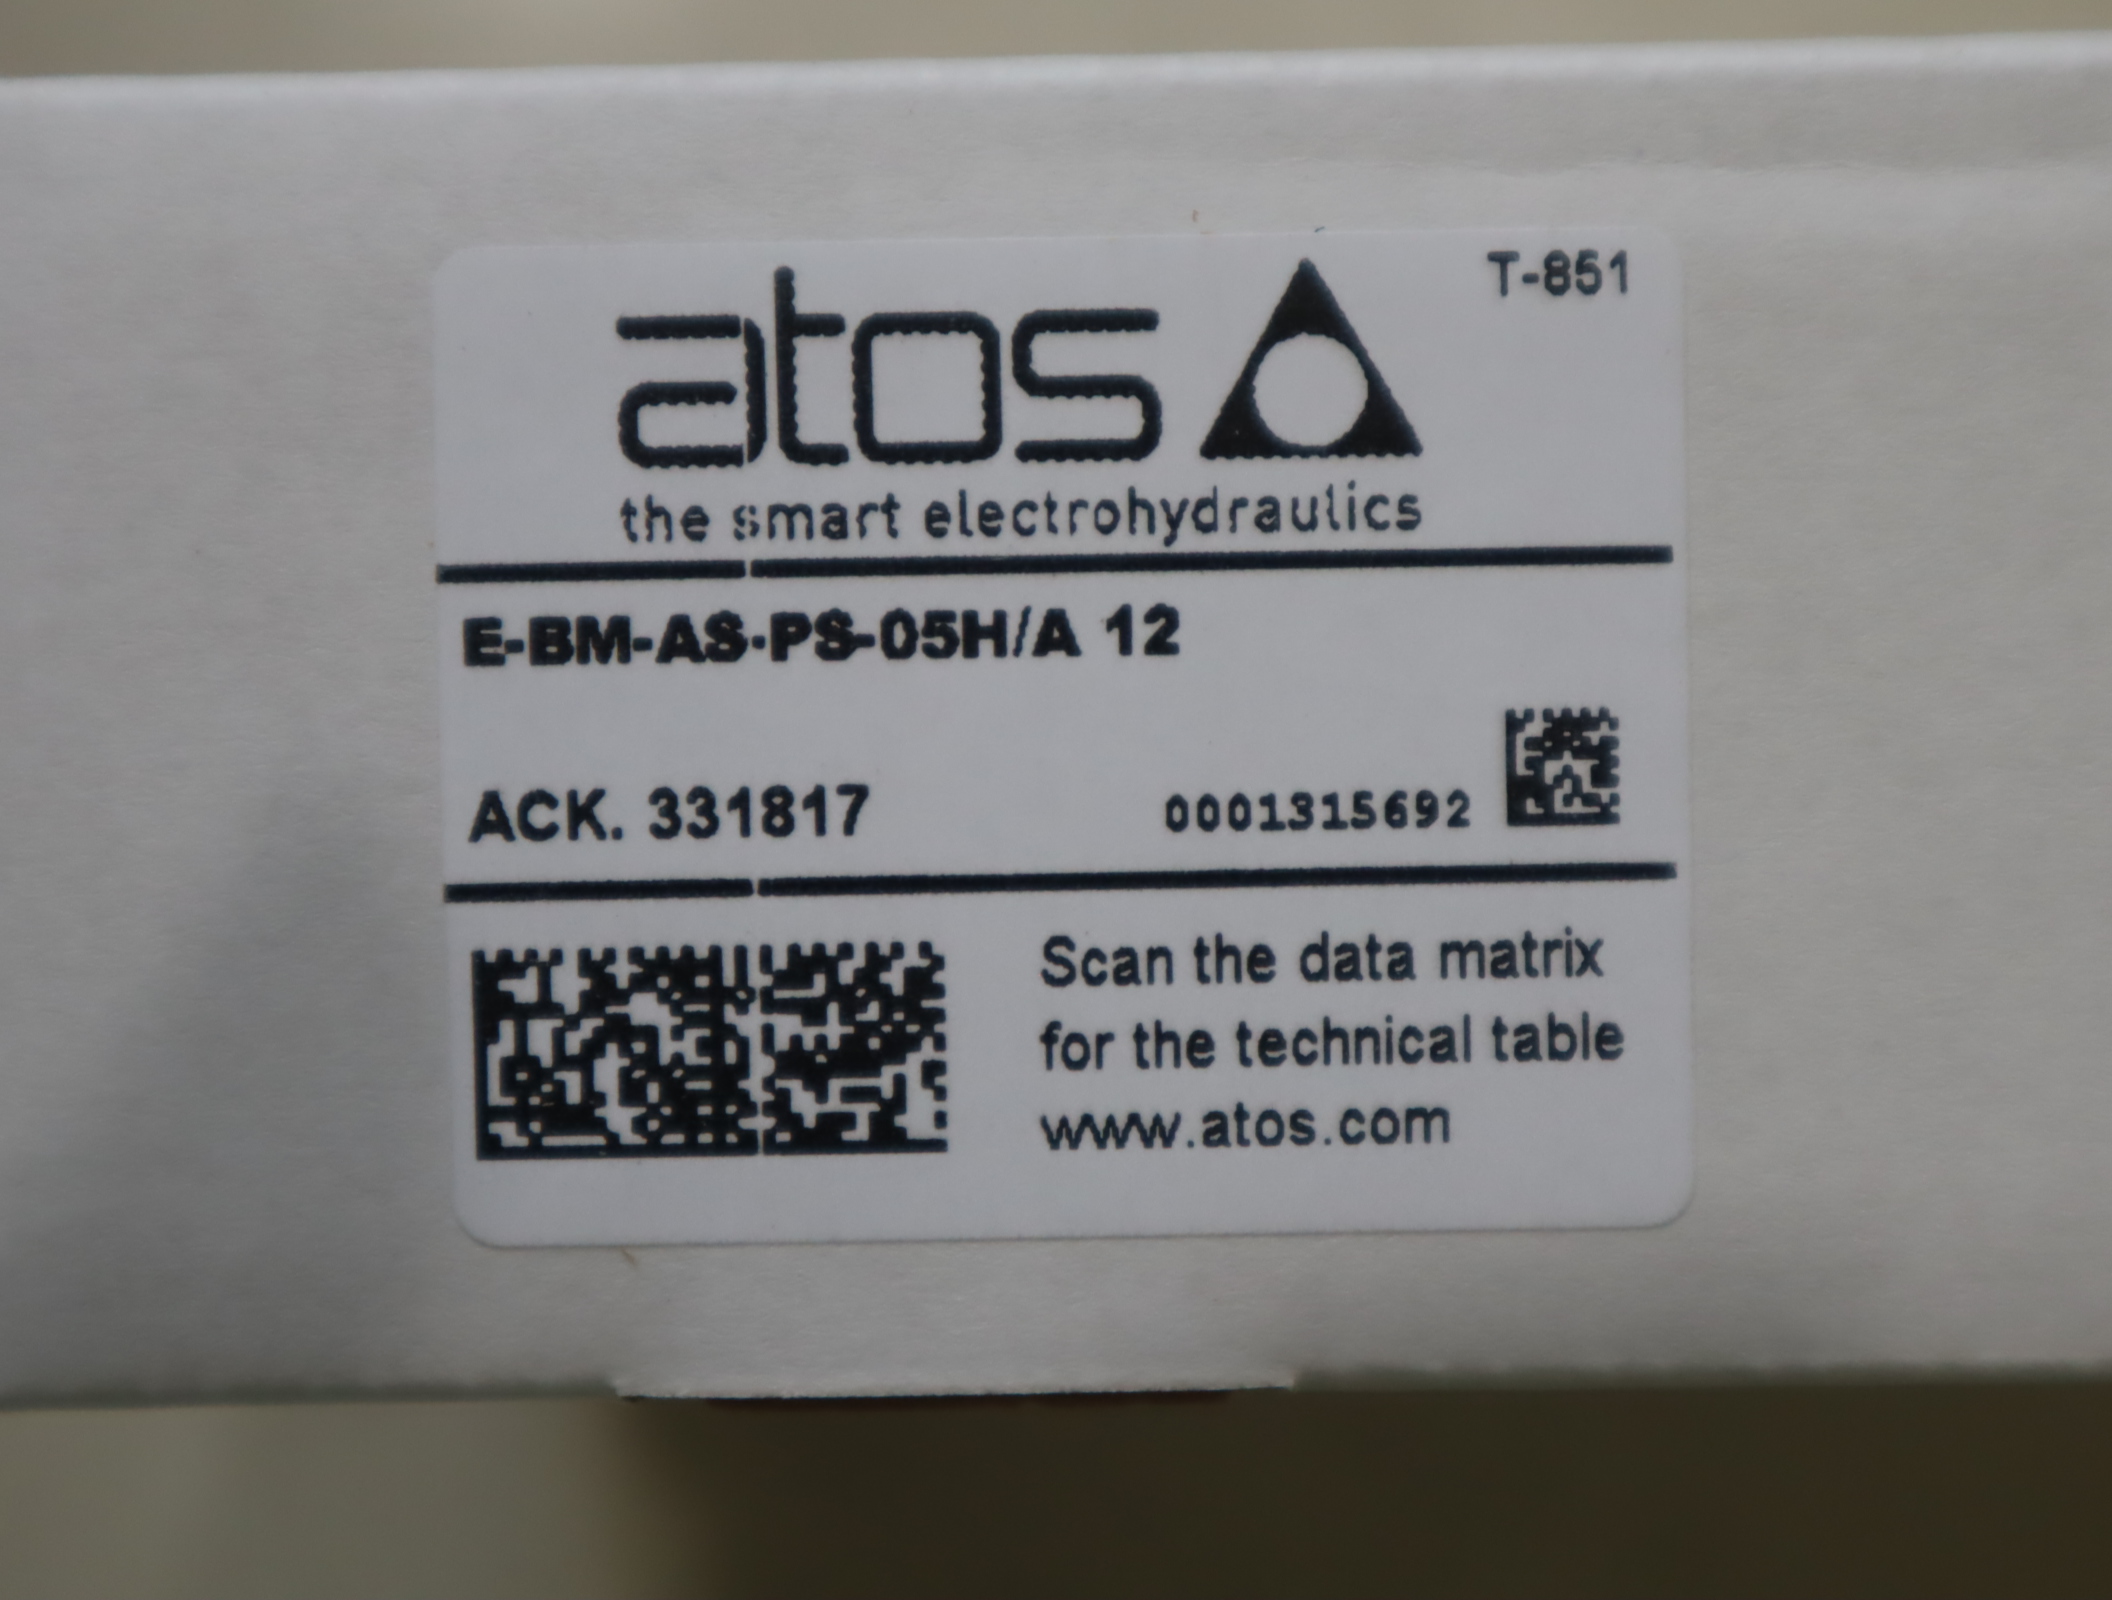 atos
T-851
the smart electrohydraulics
E-BM-AS-PS-05H/A 12
ACK. 331817
0001315692
Scan the data matrix
for the technical table
www.atos.com